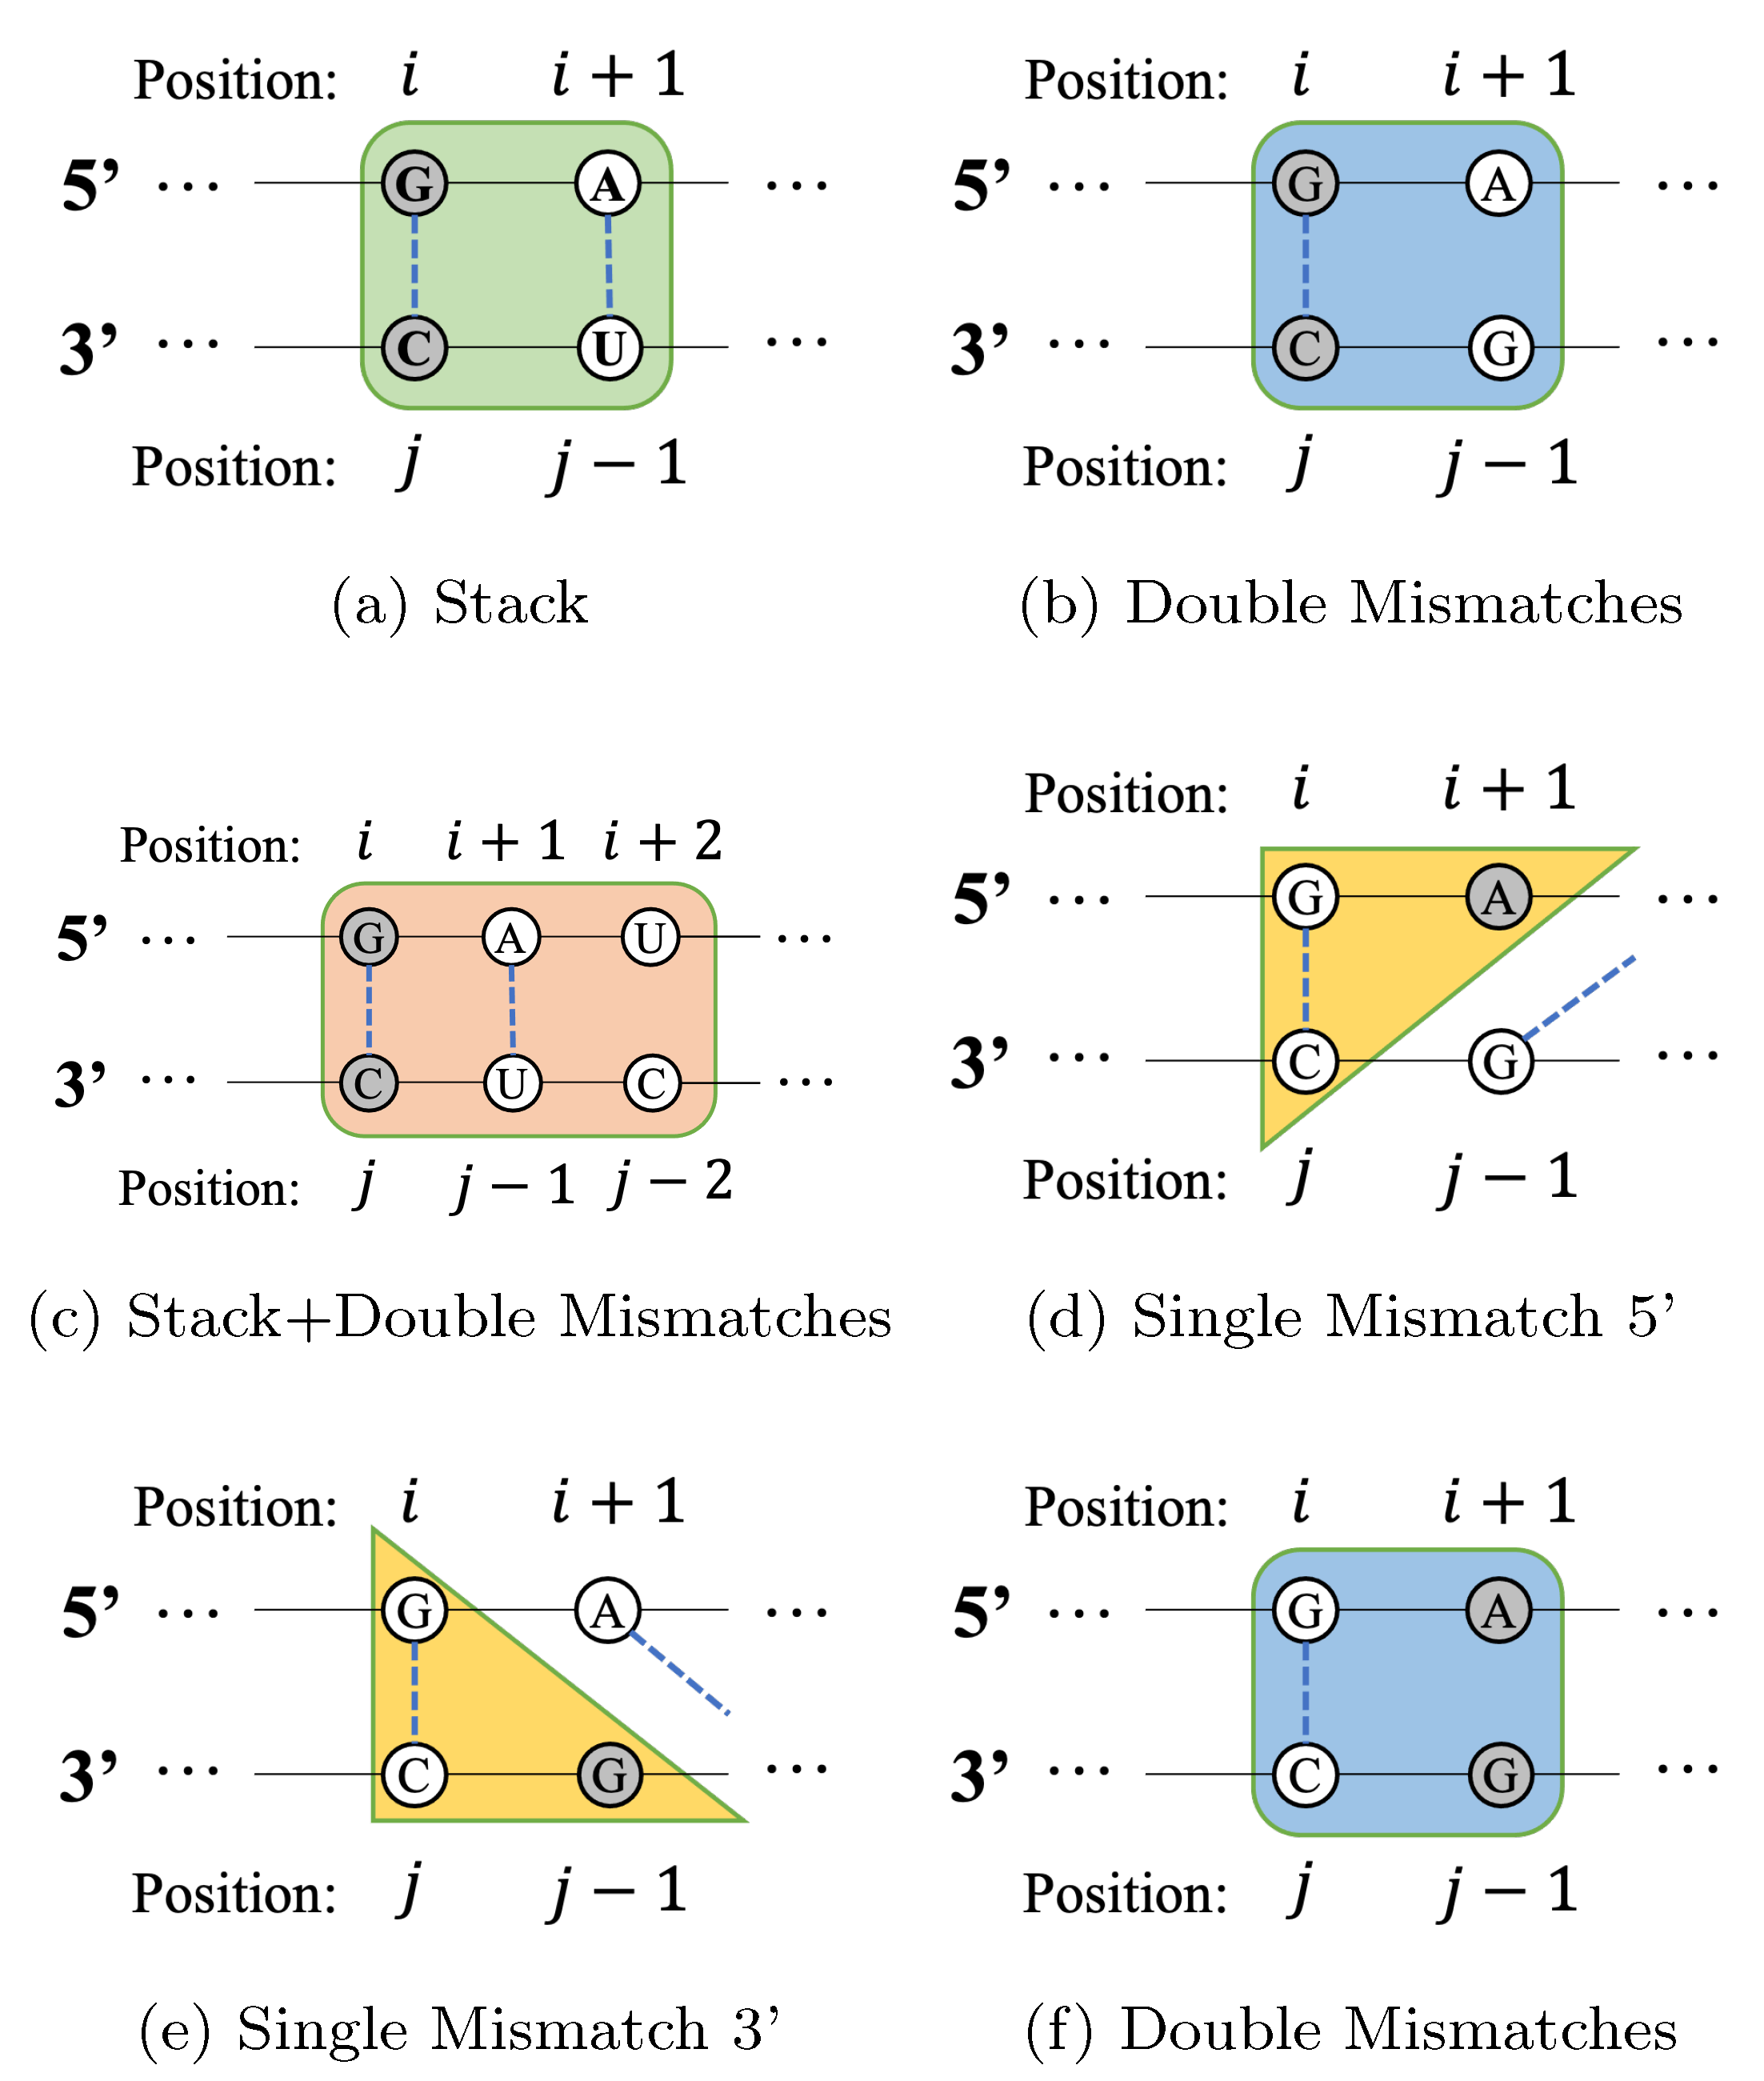 Position: i i + 1
5’ ... G A ...
3’ ... C U ...
Position: j j − 1
(a) Stack
Position: i i + 1
5’ ... G A ...
3’ ... C G ...
Position: j j − 1
(b) Double Mismatches
Position: i i + 1 i + 2
5’ ... G A U ...
3’ ... C U C ...
Position: j j − 1 j − 2
(c) Stack+Double Mismatches
Position: i i + 1
5’ ... G A ...
3’ ... C G ...
Position: j j − 1
(d) Single Mismatch 5’
Position: i i + 1
5’ ... G A ...
3’ ... C G ...
Position: j j − 1
(e) Single Mismatch 3’
Position: i i + 1
5’ ... G A ...
3’ ... C G ...
Position: j j − 1
(f) Double Mismatches